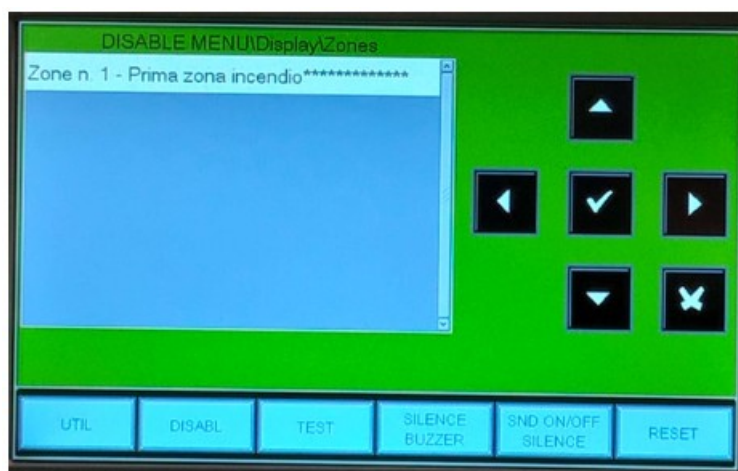 DISABLE MENU\Display\Zones
Zone n. 1 - Prima zona incendio*************
UTIL
DISABL
TEST
SILENCE
BUZZER
SND ON/OFF
SILENCE
RESET